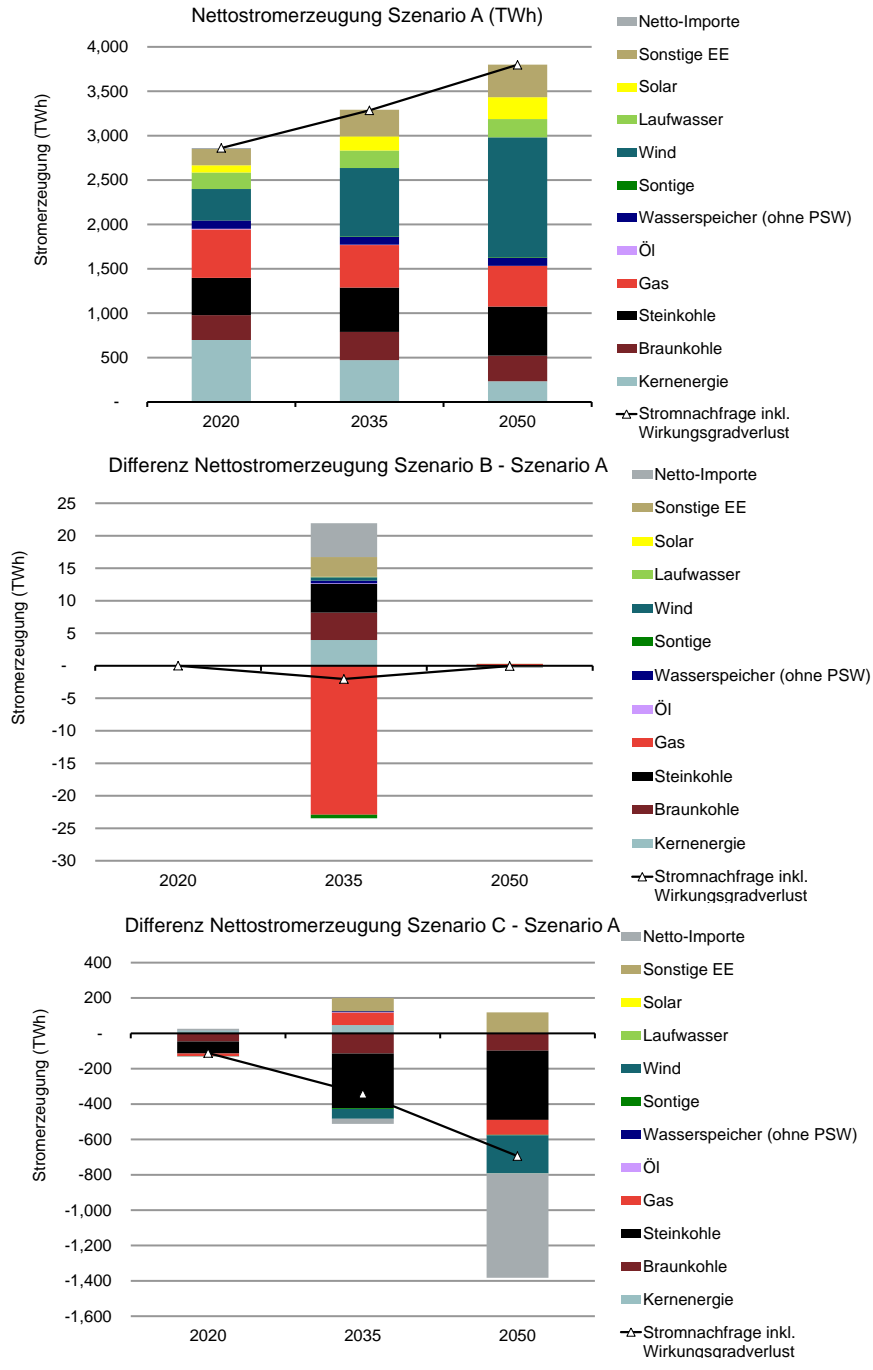 Nettostromerzeugung Szenario A (TWh)
Stromerzeugung (TWh)
4,000
3,500
3,000
2,500
2,000
1,500
1,000
500
-
2020
2035
2050
Netto-Importe
Sonstige EE
Solar
Laufwasser
Wind
Sontige
Wasserspeicher (ohne PSW)
Öl
Gas
Steinkohle
Braunkohle
Kernenergie
Stromnachfrage inkl.
Wirkungsgradverlust
Differenz Nettostromerzeugung Szenario B - Szenario A
Stromerzeugung (TWh)
25
20
15
10
5
-
-5
-10
-15
-20
-25
-30
2020
2035
2050
Netto-Importe
Sonstige EE
Solar
Laufwasser
Wind
Sontige
Wasserspeicher (ohne PSW)
Öl
Gas
Steinkohle
Braunkohle
Kernenergie
Stromnachfrage inkl.
Wirkungsgradverlust
Differenz Nettostromerzeugung Szenario C - Szenario A
Stromerzeugung (TWh)
400
200
-
-200
-400
-600
-800
-1,000
-1,200
-1,400
-1,600
2020
2035
2050
Netto-Importe
Sonstige EE
Solar
Laufwasser
Wind
Sontige
Wasserspeicher (ohne PSW)
Öl
Gas
Steinkohle
Braunkohle
Kernenergie
Stromnachfrage inkl.
Wirkungsgradverlust